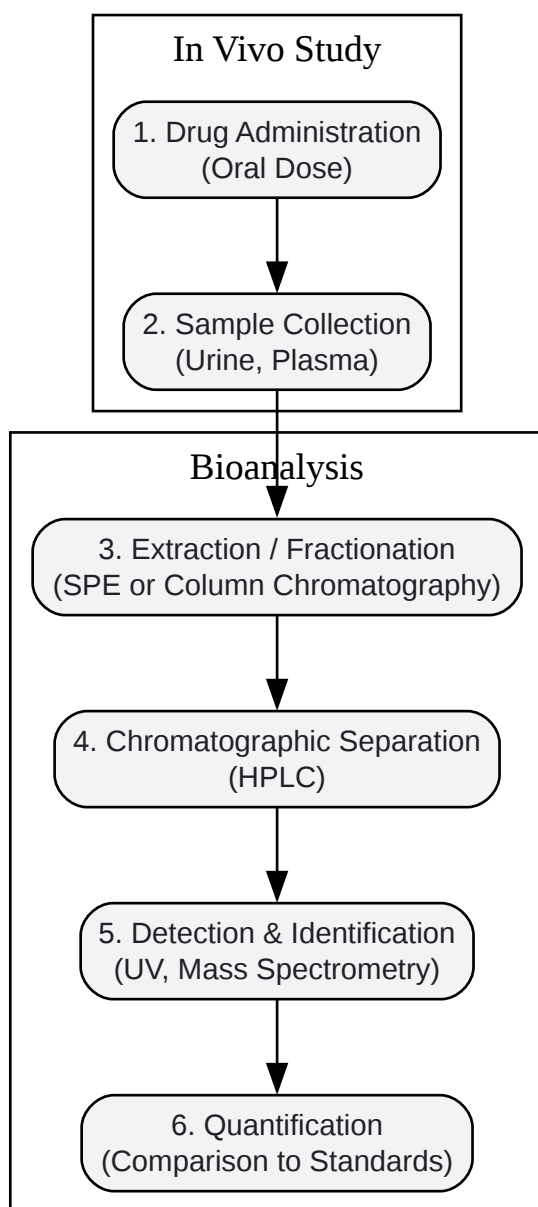 In Vivo Study
1. Drug Administration
(Oral Dose)
2. Sample Collection
(Urine, Plasma)
Bioanalysis
3. Extraction / Fractionation
(SPE or Column Chromatography)
4. Chromatographic Separation
(HPLC)
5. Detection & Identification
(UV, Mass Spectrometry)
6. Quantification
(Comparison to Standards)